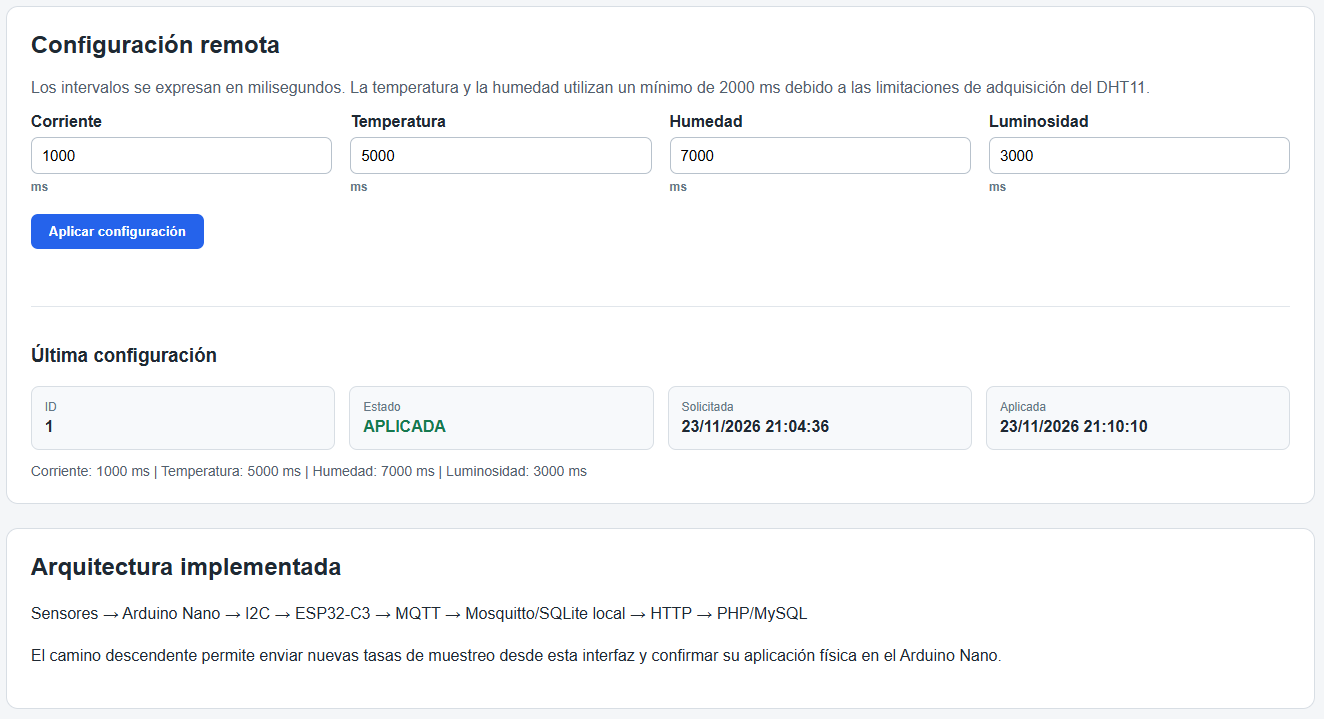 Configuración remota
Los intervalos se expresan en milisegundos. La temperatura y la humedad utilizan un mínimo de 2000 ms debido a las limitaciones de adquisición del DHT11.
Corriente Temperatura Humedad Luminosidad
1000 5000 7000 3000
ms ms ms ms
Aplicar configuración
Última configuración
ID Estado Solicitada Aplicada
1 APLICADA 23/11/2026 21:04:36 23/11/2026 21:10:10
Corriente: 1000 ms | Temperatura: 5000 ms | Humedad: 7000 ms | Luminosidad: 3000 ms
Arquitectura implementada
Sensores → Arduino Nano → I2C → ESP32-C3 → MQTT → Mosquitto/SQLite local → HTTP → PHP/MySQL
El camino descendente permite enviar nuevas tasas de muestreo desde esta interfaz y confirmar su aplicación física en el Arduino Nano.